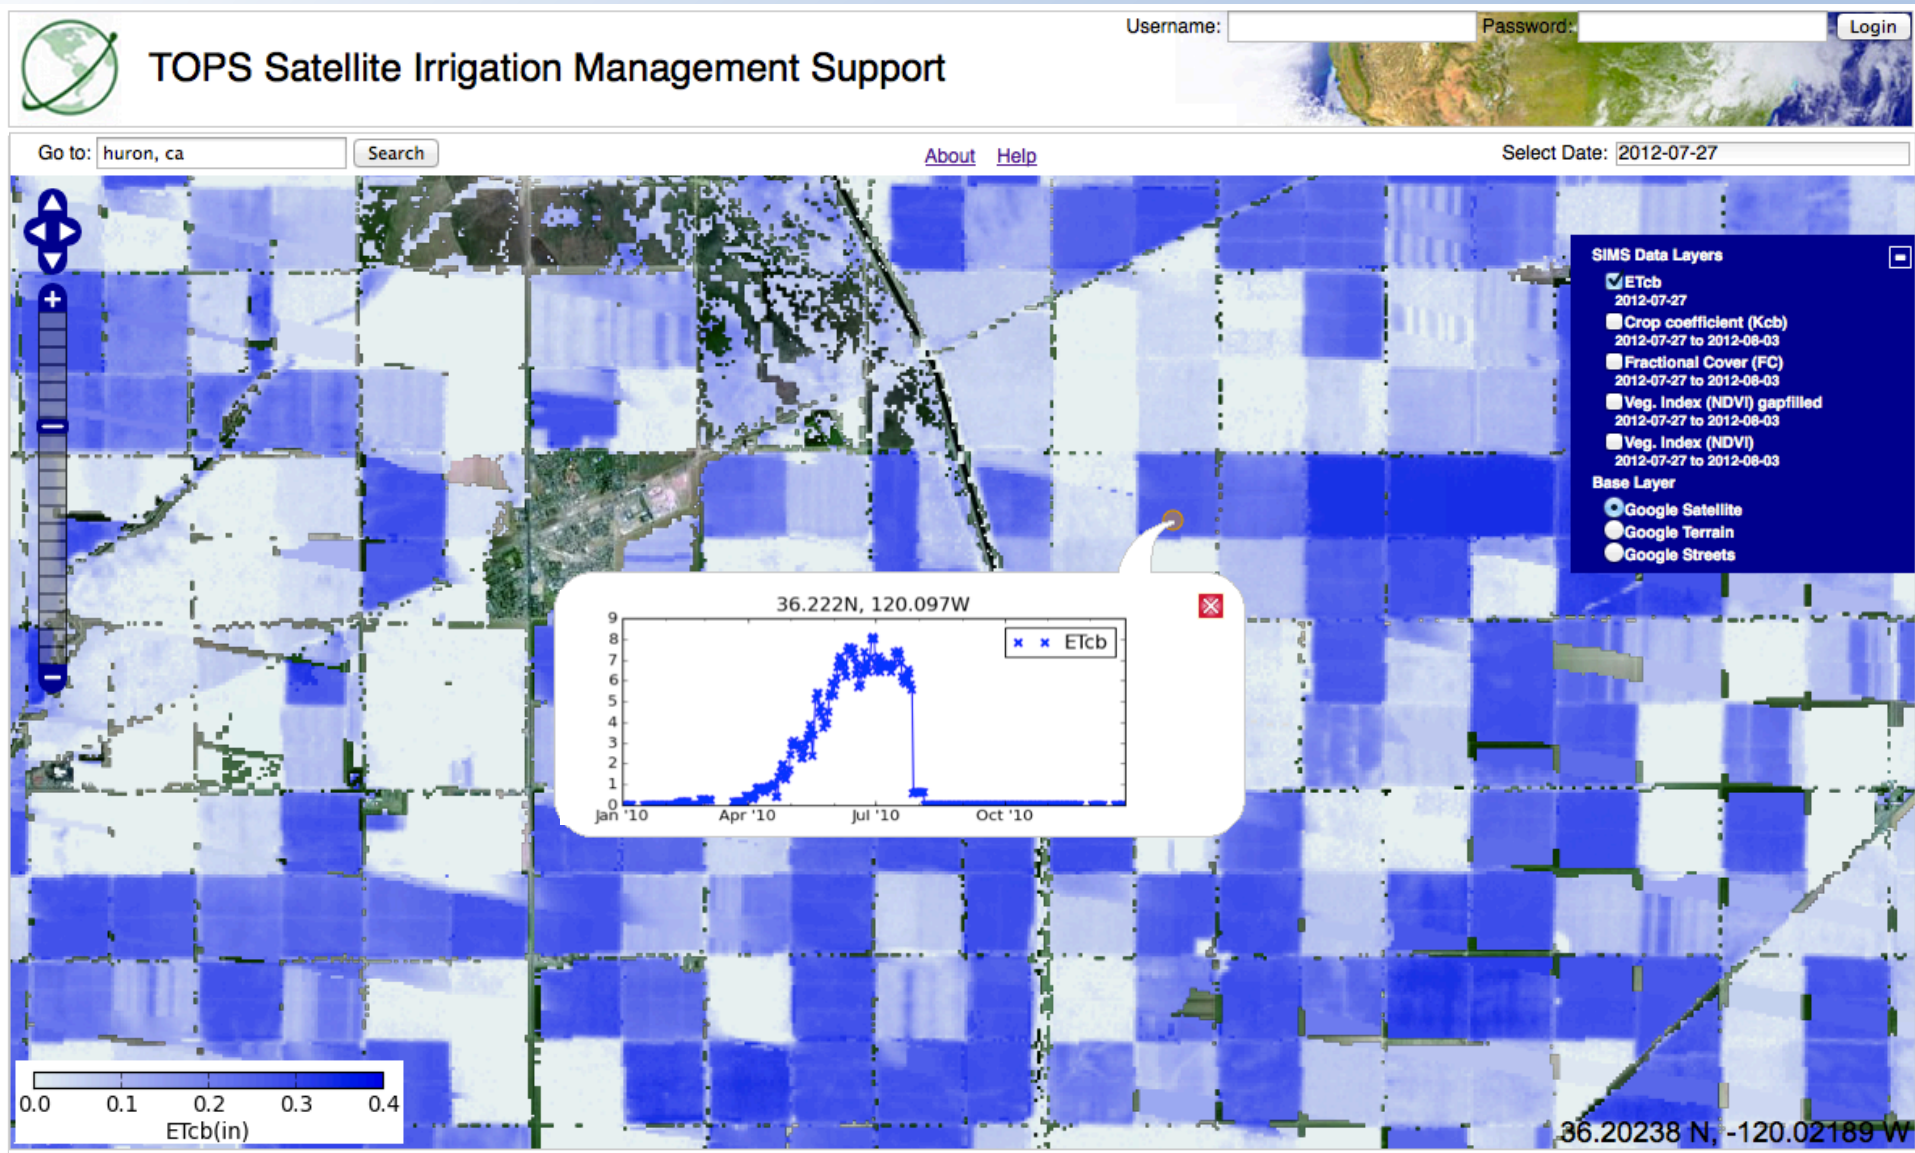 Username:
Password:
Login
TOPS Satellite Irrigation Management Support
Go to: huron, ca
Search
About
Help
Select Date: 2012-07-27
SIMS Data Layers
ETcb
2012-07-27
Crop coefficient (Kcb)
2012-07-27 to 2012-08-03
Fractional Cover (FC)
2012-07-27 to 2012-08-03
Veg. Index (NDVI) gapfilled
2012-07-27 to 2012-08-03
Veg. Index (NDVI)
2012-07-27 to 2012-08-03
Base Layer
Google Satellite
Google Terrain
Google Streets
36.222N, 120.097W
ETcb
9
8
7
6
5
4
3
2
1
0
Jan '10 Apr '10 Jul '10 Oct '10
0.0 0.1 0.2 0.3 0.4
ETcb(in)
36.20238 N, -120.02189 W